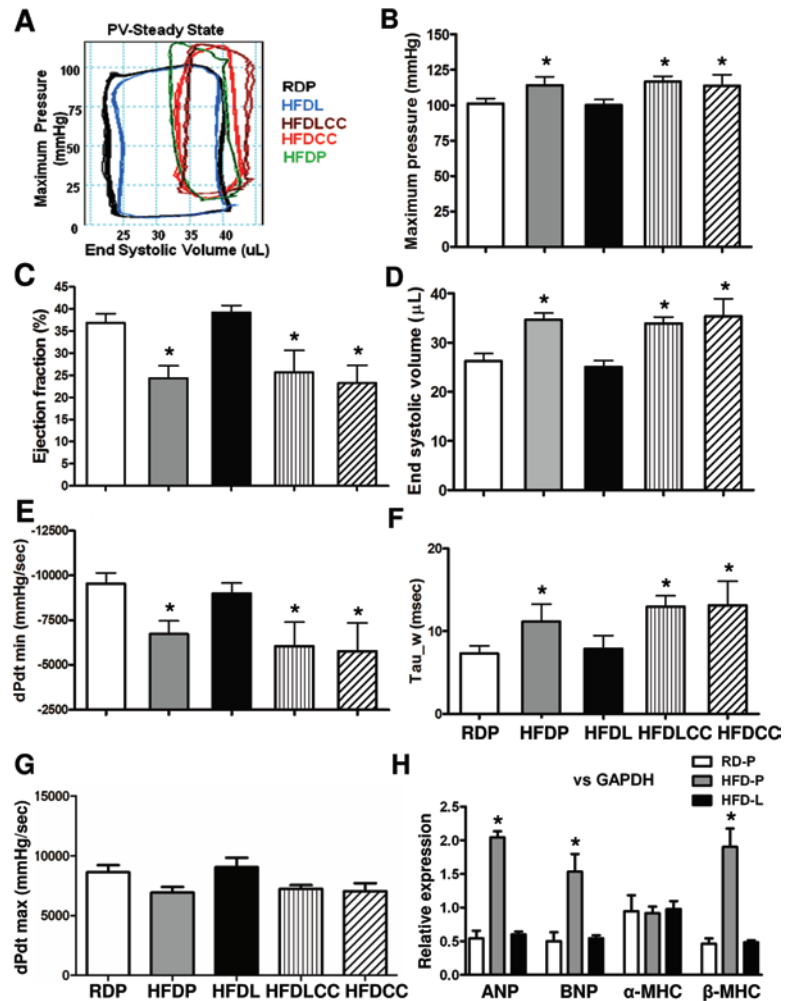 A
PV-Steady State
Maximum Pressure
(mmHg)
100
75
50
25
0
25
30
35
40
End Systolic Volume (uL)
RDP
HFDL
HFDLCC
HFDCC
HFDP
B
Maximum pressure (mmHg)
150
125
100
75
50
25
0
* * *
C
Ejection fraction (%)
45
40
35
30
25
20
15
10
5
0
* * *
D
End systolic volume (μL)
40
30
20
10
0
* * *
E
dPdt min (mmHg/sec)
-12500
-10000
-7500
-5000
-2500
* * *
F
Tau_w (msec)
20
10
0
* * *
RDP HFDP HFDL HFDLCC HFDCC
G
dPdt max (mmHg/sec)
15000
10000
5000
0
RDP HFDP HFDL HFDLCC HFDCC
H
vs GAPDH
RD-P
HFD-P
HFD-L
Relative expression
2.5
2.0
1.5
1.0
0.5
0.0
* * *
ANP BNP α-MHC β-MHC